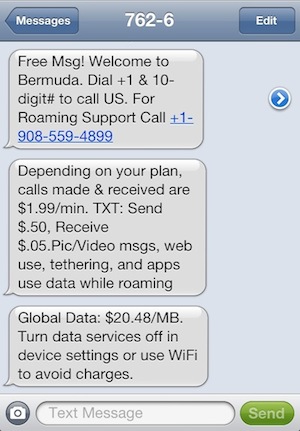 Messages
762-6
Edit
Free Msg! Welcome to
Bermuda. Dial +1 & 10-
digit# to call US. For
Roaming Support Call +1-
908-559-4899
Depending on your plan,
calls made & received are
$1.99/min. TXT: Send
$.50, Receive
$.05.Pic/Video msgs, web
use, tethering, and apps
use data while roaming
Global Data: $20.48/MB.
Turn data services off in
device settings or use WiFi
to avoid charges.
Text Message
Send